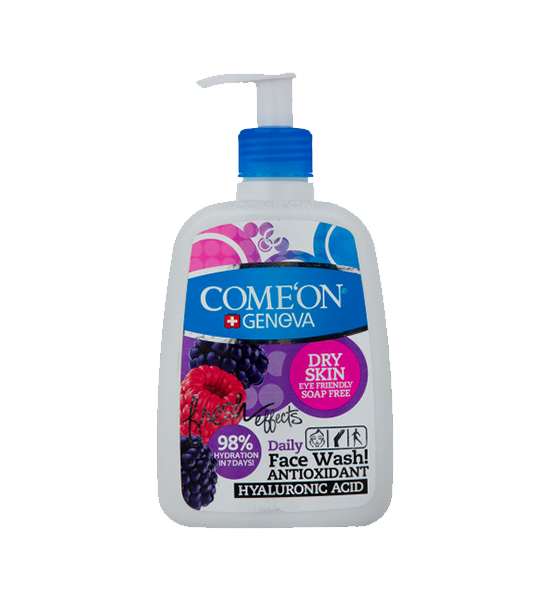 COME'ON®
GENEVA
DRY
SKIN
EYE FRIENDLY
SOAP FREE
fresh effects
98%
HYDRATION
IN 7 DAYS!
Daily
Face Wash!
ANTIOXIDANT
HYALURONIC ACID